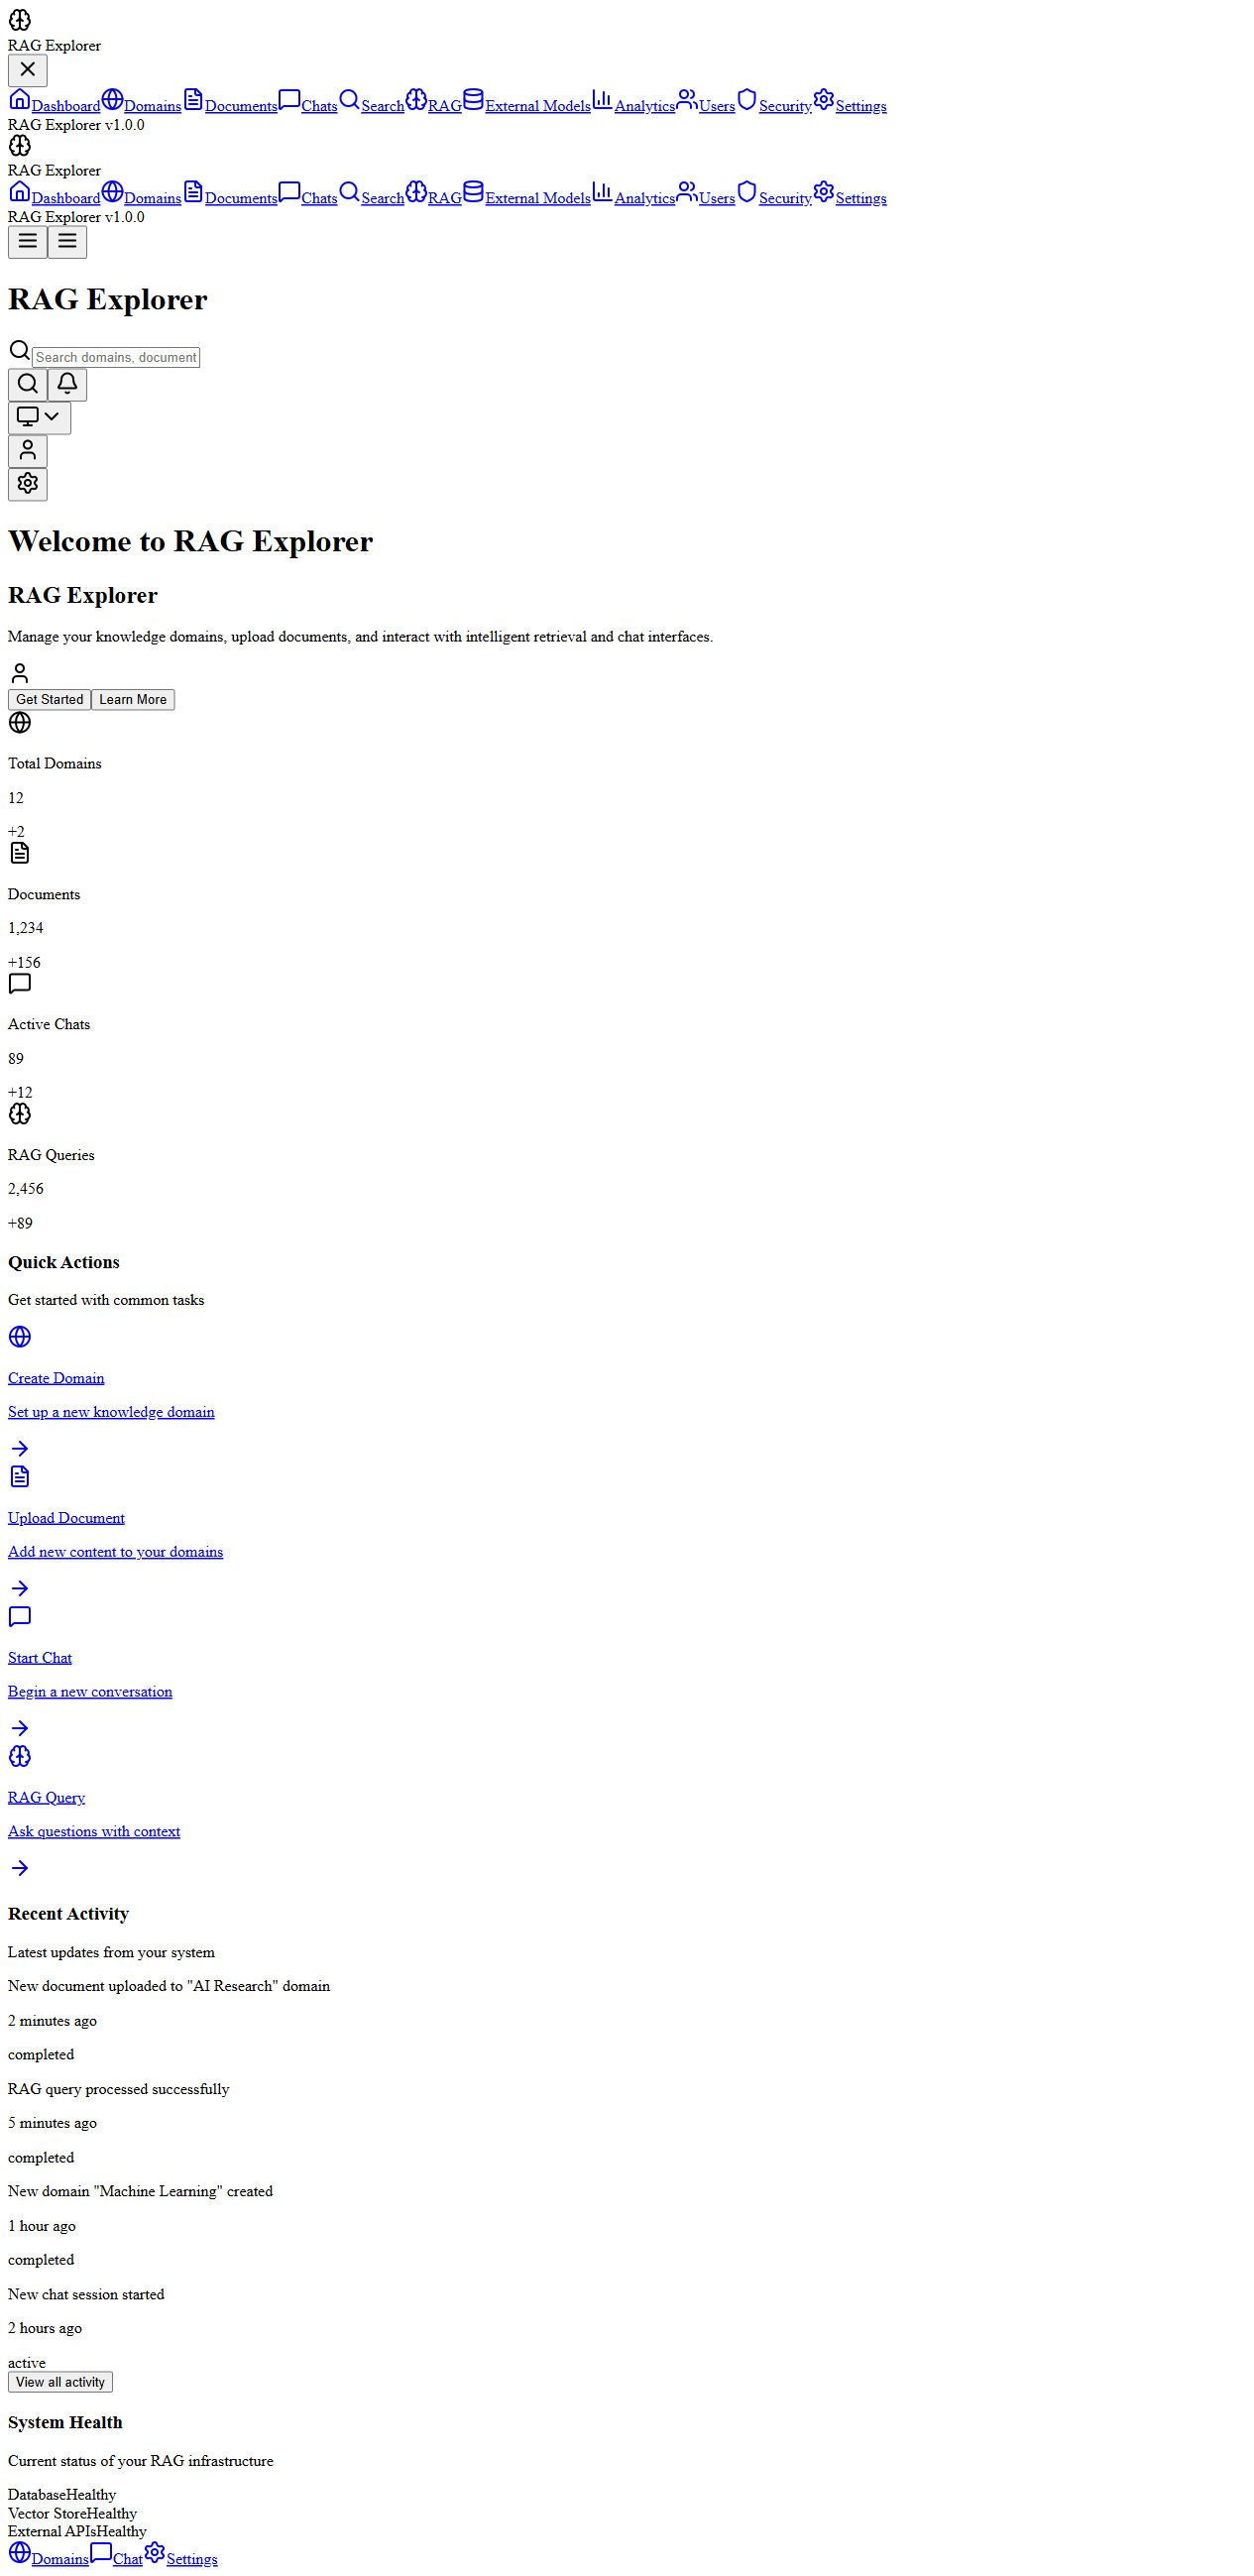 RAG Explorer
Dashboard Domains Documents Chats Search RAG External Models Analytics Users Security Settings
RAG Explorer v1.0.0
RAG Explorer
Dashboard Domains Documents Chats Search RAG External Models Analytics Users Security Settings
RAG Explorer v1.0.0
RAG Explorer
Search domains, document
Welcome to RAG Explorer
RAG Explorer
Manage your knowledge domains, upload documents, and interact with intelligent retrieval and chat interfaces.
Get Started Learn More
Total Domains
12
+2
Documents
1,234
+156
Active Chats
89
+12
RAG Queries
2,456
+89
Quick Actions
Get started with common tasks
Create Domain
Set up a new knowledge domain
Upload Document
Add new content to your domains
Start Chat
Begin a new conversation
RAG Query
Ask questions with context
Recent Activity
Latest updates from your system
New document uploaded to "AI Research" domain
2 minutes ago
completed
RAG query processed successfully
5 minutes ago
completed
New domain "Machine Learning" created
1 hour ago
completed
New chat session started
2 hours ago
active
View all activity
System Health
Current status of your RAG infrastructure
DatabaseHealthy
Vector StoreHealthy
External APIsHealthy
Domains Chat Settings